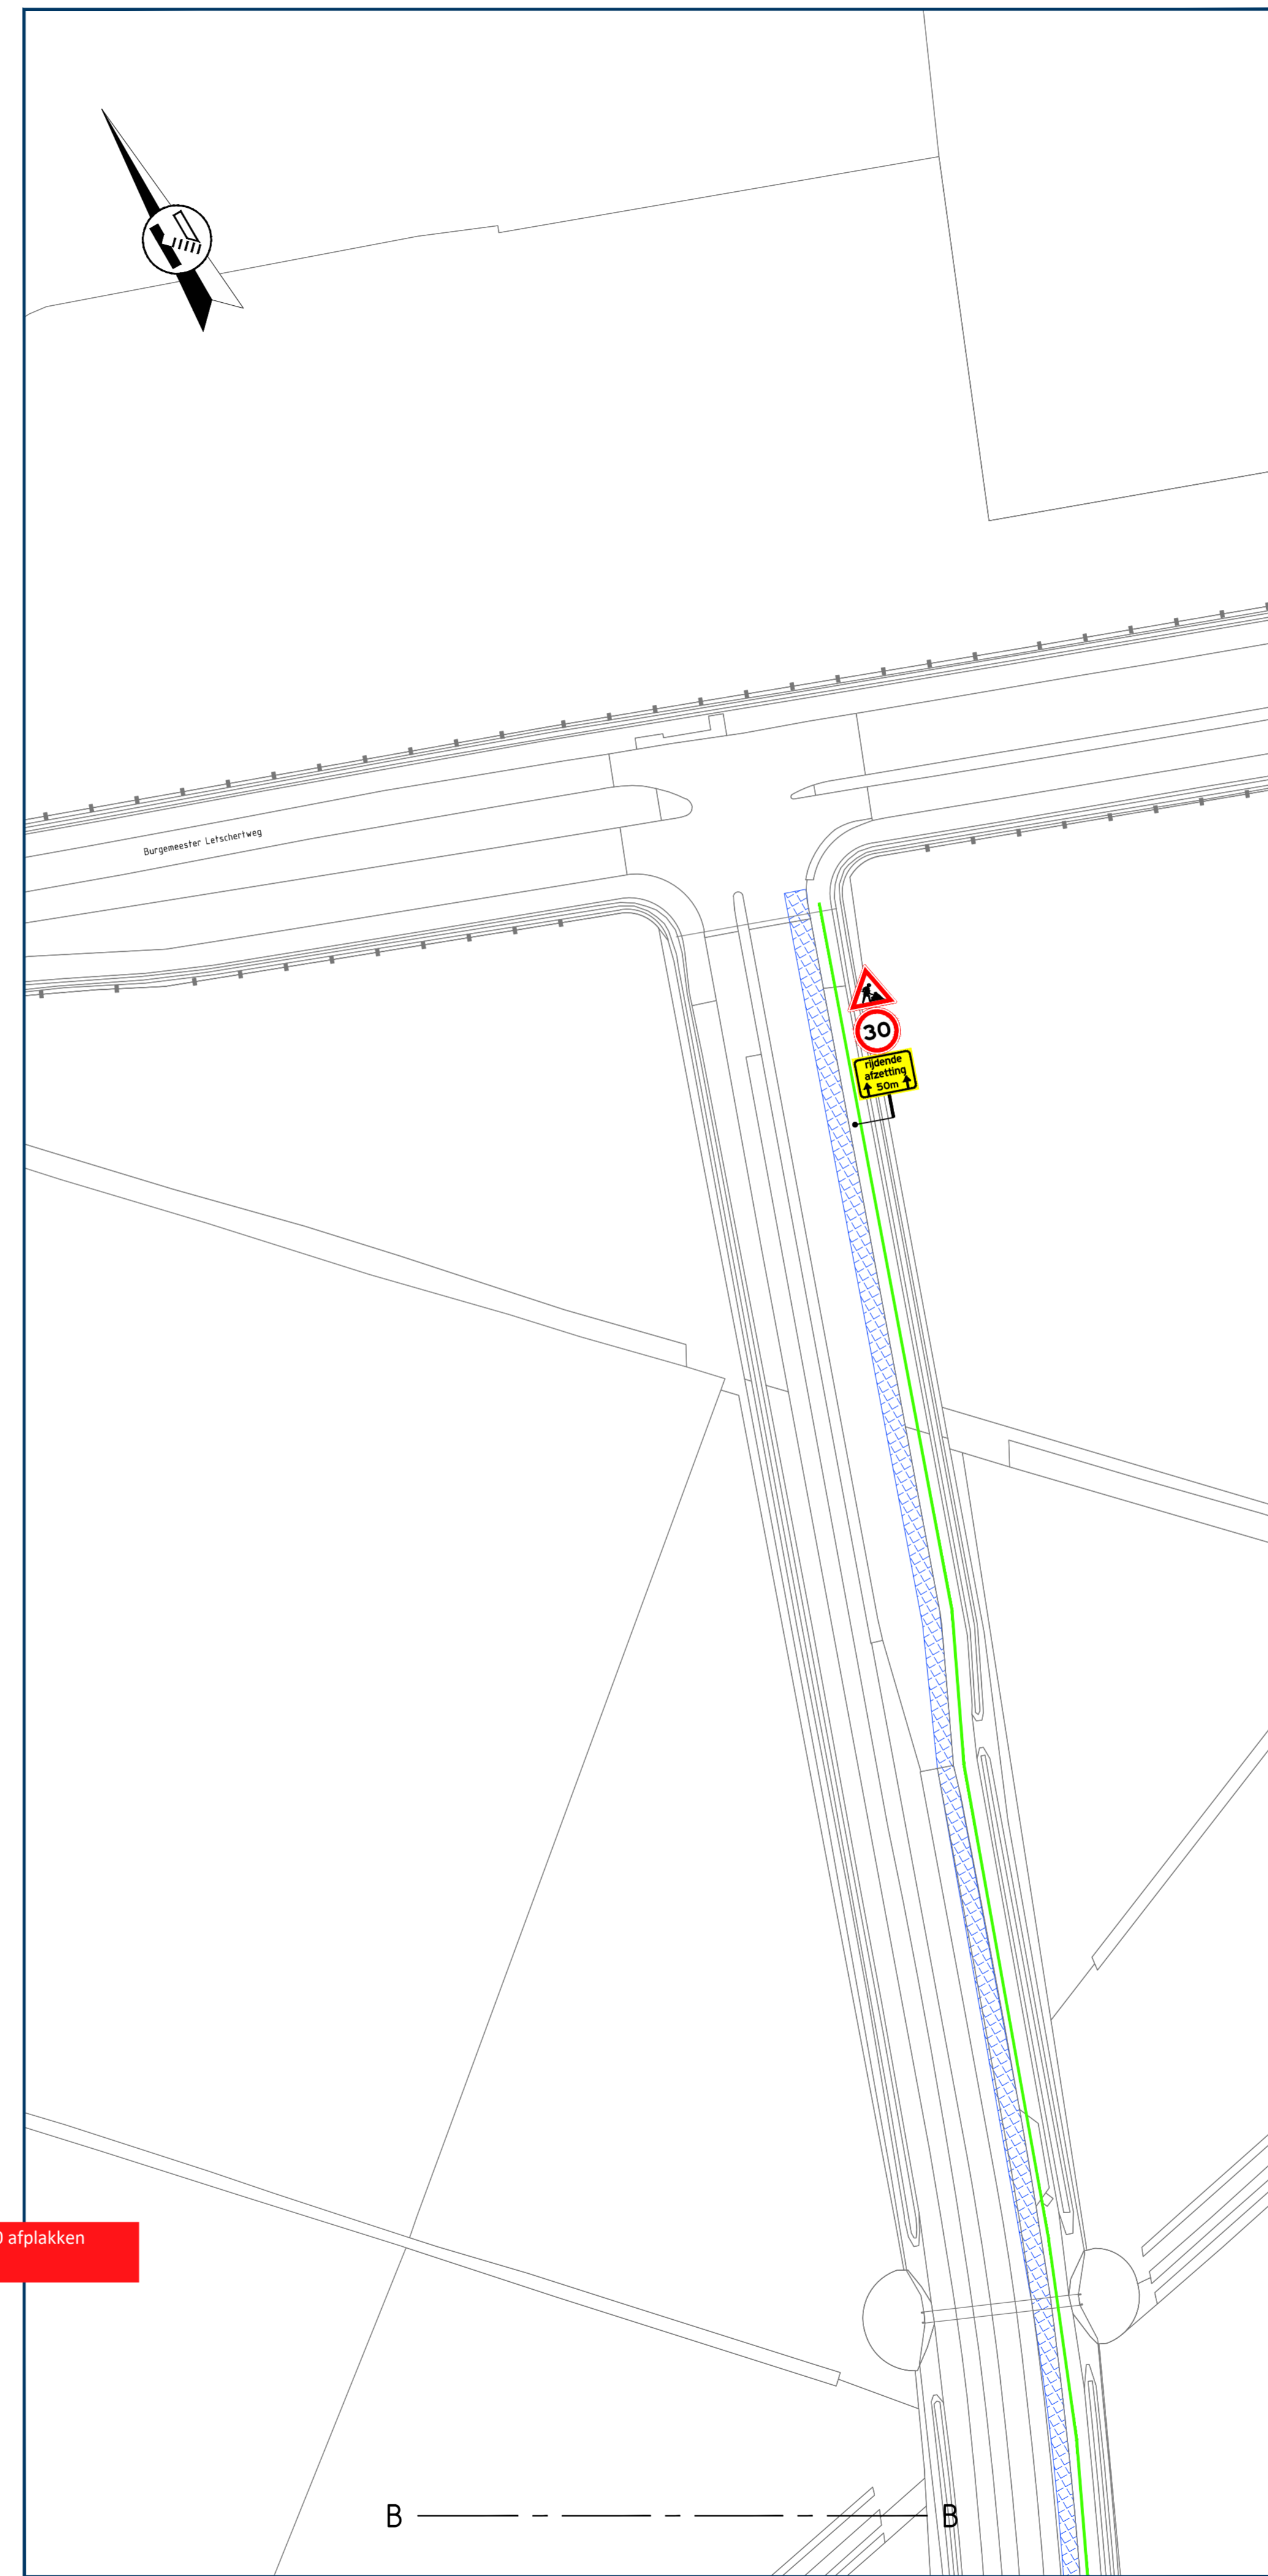 Burgemeester Letschertweg
30
rijdende
afzetting
50m
afplakken
B B